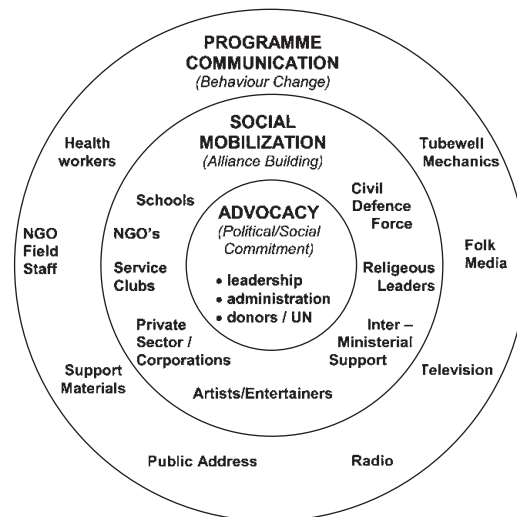 PROGRAMME
COMMUNICATION
(Behaviour Change)
SOCIAL
MOBILIZATION
(Alliance Building)
ADVOCACY
(Political/Social
Commitment)
• leadership
• administration
• donors / UN
Schools
NGO's
Service
Clubs
Private
Sector /
Corporations
Artists/Entertainers
Civil
Defence
Force
Religeous
Leaders
Inter –
Ministerial
Support
Health
workers
NGO
Field
Staff
Support
Materials
Public Address
Radio
Television
Folk
Media
Tubewell
Mechanics